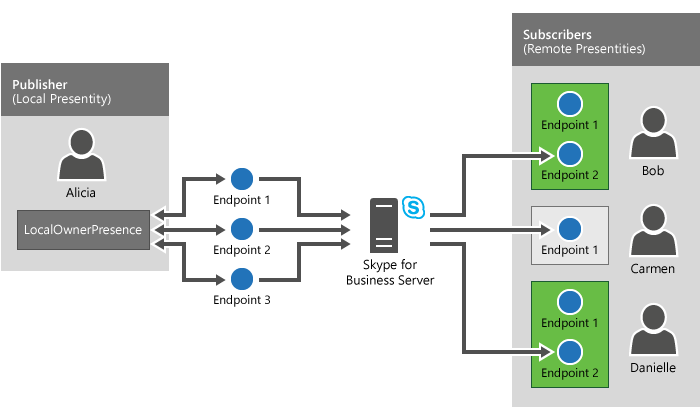 Publisher
(Local Presentity)
Alicia
LocalOwnerPresence
Endpoint 1
Endpoint 2
Endpoint 3
S
Skype for
Business Server
Subscribers
(Remote Presentities)
Endpoint 1
Endpoint 2
Bob
Endpoint 1
Carmen
Endpoint 1
Endpoint 2
Danielle